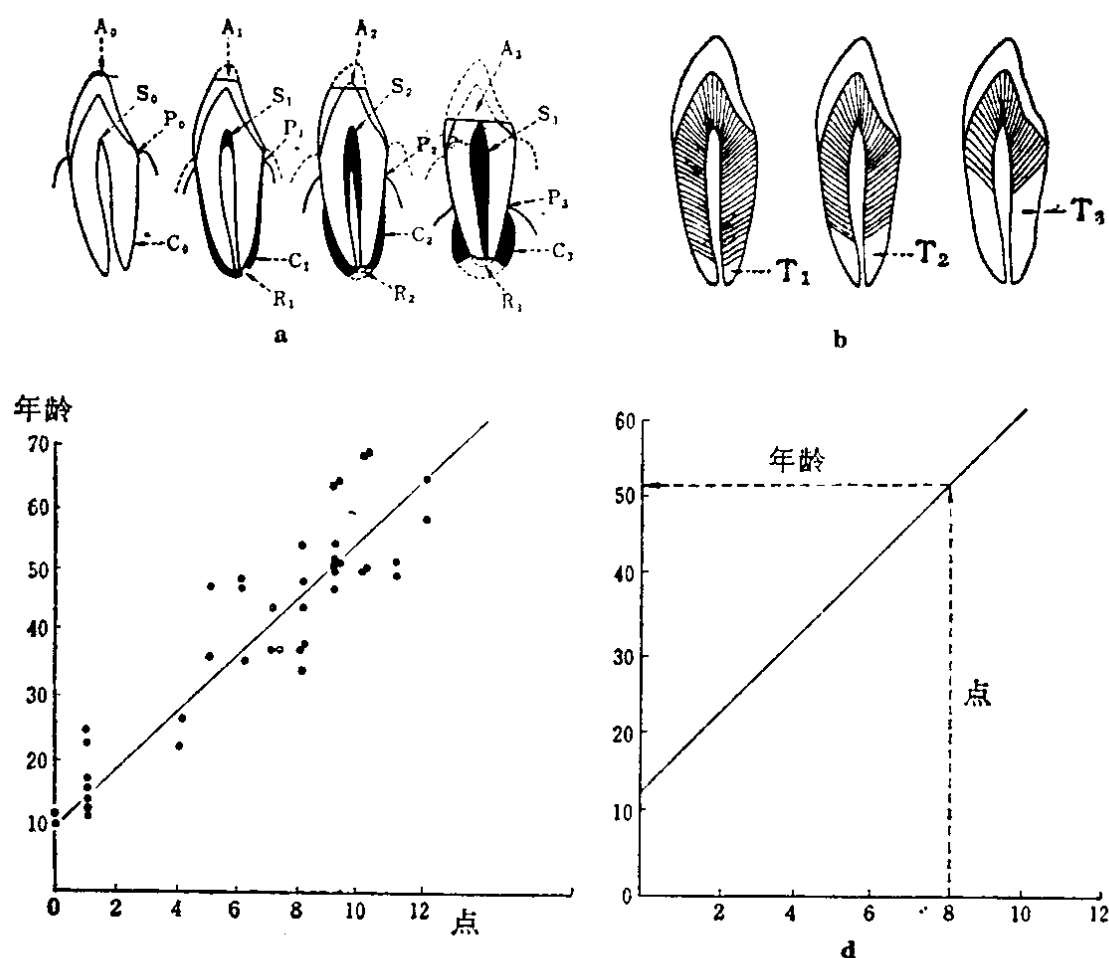 A₀ A₁ A₂ A₃
S₀ S₁ S₂ S₁
P₀ P₁ P₂ P₃
C₀ C₁ C₂ C₃
R₁ R₂ R₃
a
T₁ T₂ T₃
b
年龄
70
60
50
40
30
20
10
0 2 4 6 8 10 12
点
60
50
40
30
20
10
0
年龄
点
2 4 6 8 10 12
d